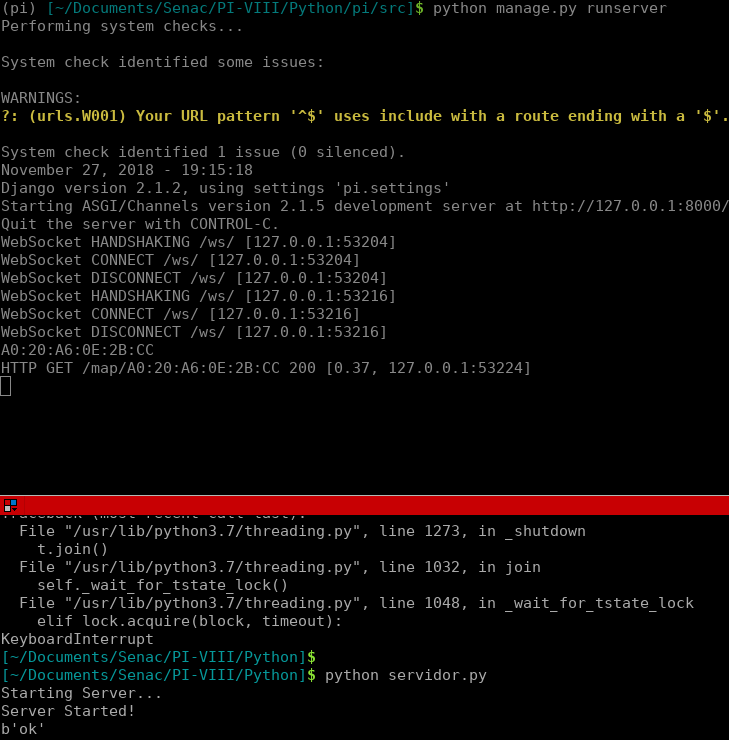 (pi) [~/Documents/Senac/PI-VIII/Python/pi/src]$ python manage.py runserver
Performing system checks...
System check identified some issues:
WARNINGS:
?: (urls.W001) Your URL pattern '^$' uses include with a route ending with a '$'.
System check identified 1 issue (0 silenced).
November 27, 2018 - 19:15:18
Django version 2.1.2, using settings 'pi.settings'
Starting ASGI/Channels version 2.1.5 development server at http://127.0.0.1:8000/
Quit the server with CONTROL-C.
WebSocket HANDSHAKING /ws/ [127.0.0.1:53204]
WebSocket CONNECT /ws/ [127.0.0.1:53204]
WebSocket DISCONNECT /ws/ [127.0.0.1:53204]
WebSocket HANDSHAKING /ws/ [127.0.0.1:53216]
WebSocket CONNECT /ws/ [127.0.0.1:53216]
WebSocket DISCONNECT /ws/ [127.0.0.1:53216]
A0:20:A6:0E:2B:CC
HTTP GET /map/A0:20:A6:0E:2B:CC 200 [0.37, 127.0.0.1:53224]
Traceback (most recent call last):
File "/usr/lib/python3.7/threading.py", line 1273, in _shutdown
t.join()
File "/usr/lib/python3.7/threading.py", line 1032, in join
self._wait_for_tstate_lock()
File "/usr/lib/python3.7/threading.py", line 1048, in _wait_for_tstate_lock
elif lock.acquire(block, timeout):
KeyboardInterrupt
[~/Documents/Senac/PI-VIII/Python]$
[~/Documents/Senac/PI-VIII/Python]$ python servidor.py
Starting Server...
Server Started!
b'ok'